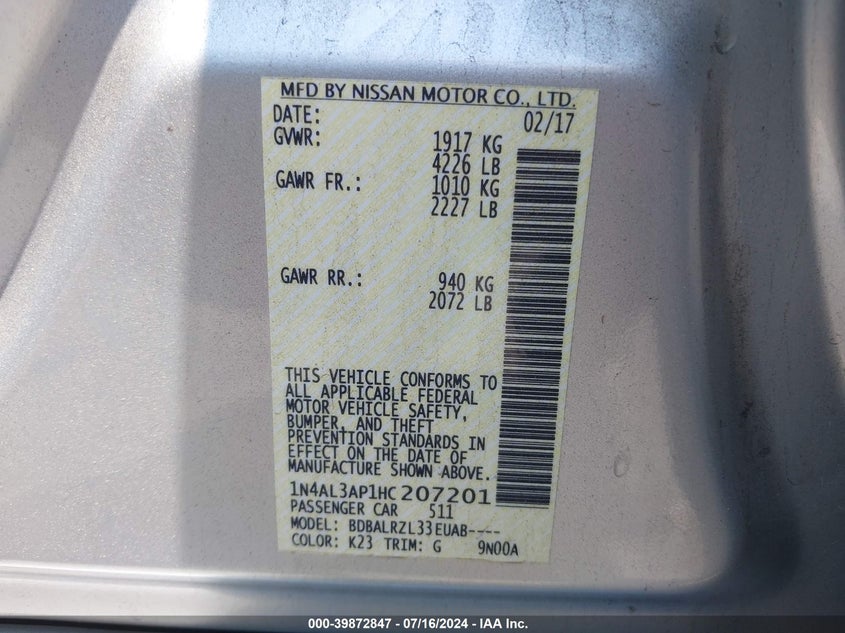 MFD BY NISSAN MOTOR CO., LTD.
DATE: 02/17
GVWR: 1917 KG
4226 LB
GAWR FR.: 1010 KG
2227 LB
GAWR RR.: 940 KG
2072 LB
THIS VEHICLE CONFORMS TO
ALL APPLICABLE FEDERAL
MOTOR VEHICLE SAFETY,
BUMPER, AND THEFT
PREVENTION STANDARDS IN
EFFECT ON THE DATE OF
MANUFACTURE SHOWN ABOVE.
1N4AL3AP1HC207201
PASSENGER CAR 511
MODEL: BDBALRZL33EUAB----
COLOR: K23 TRIM: G 9N00A
000-39872847 - 07/16/2024 - IAA Inc.